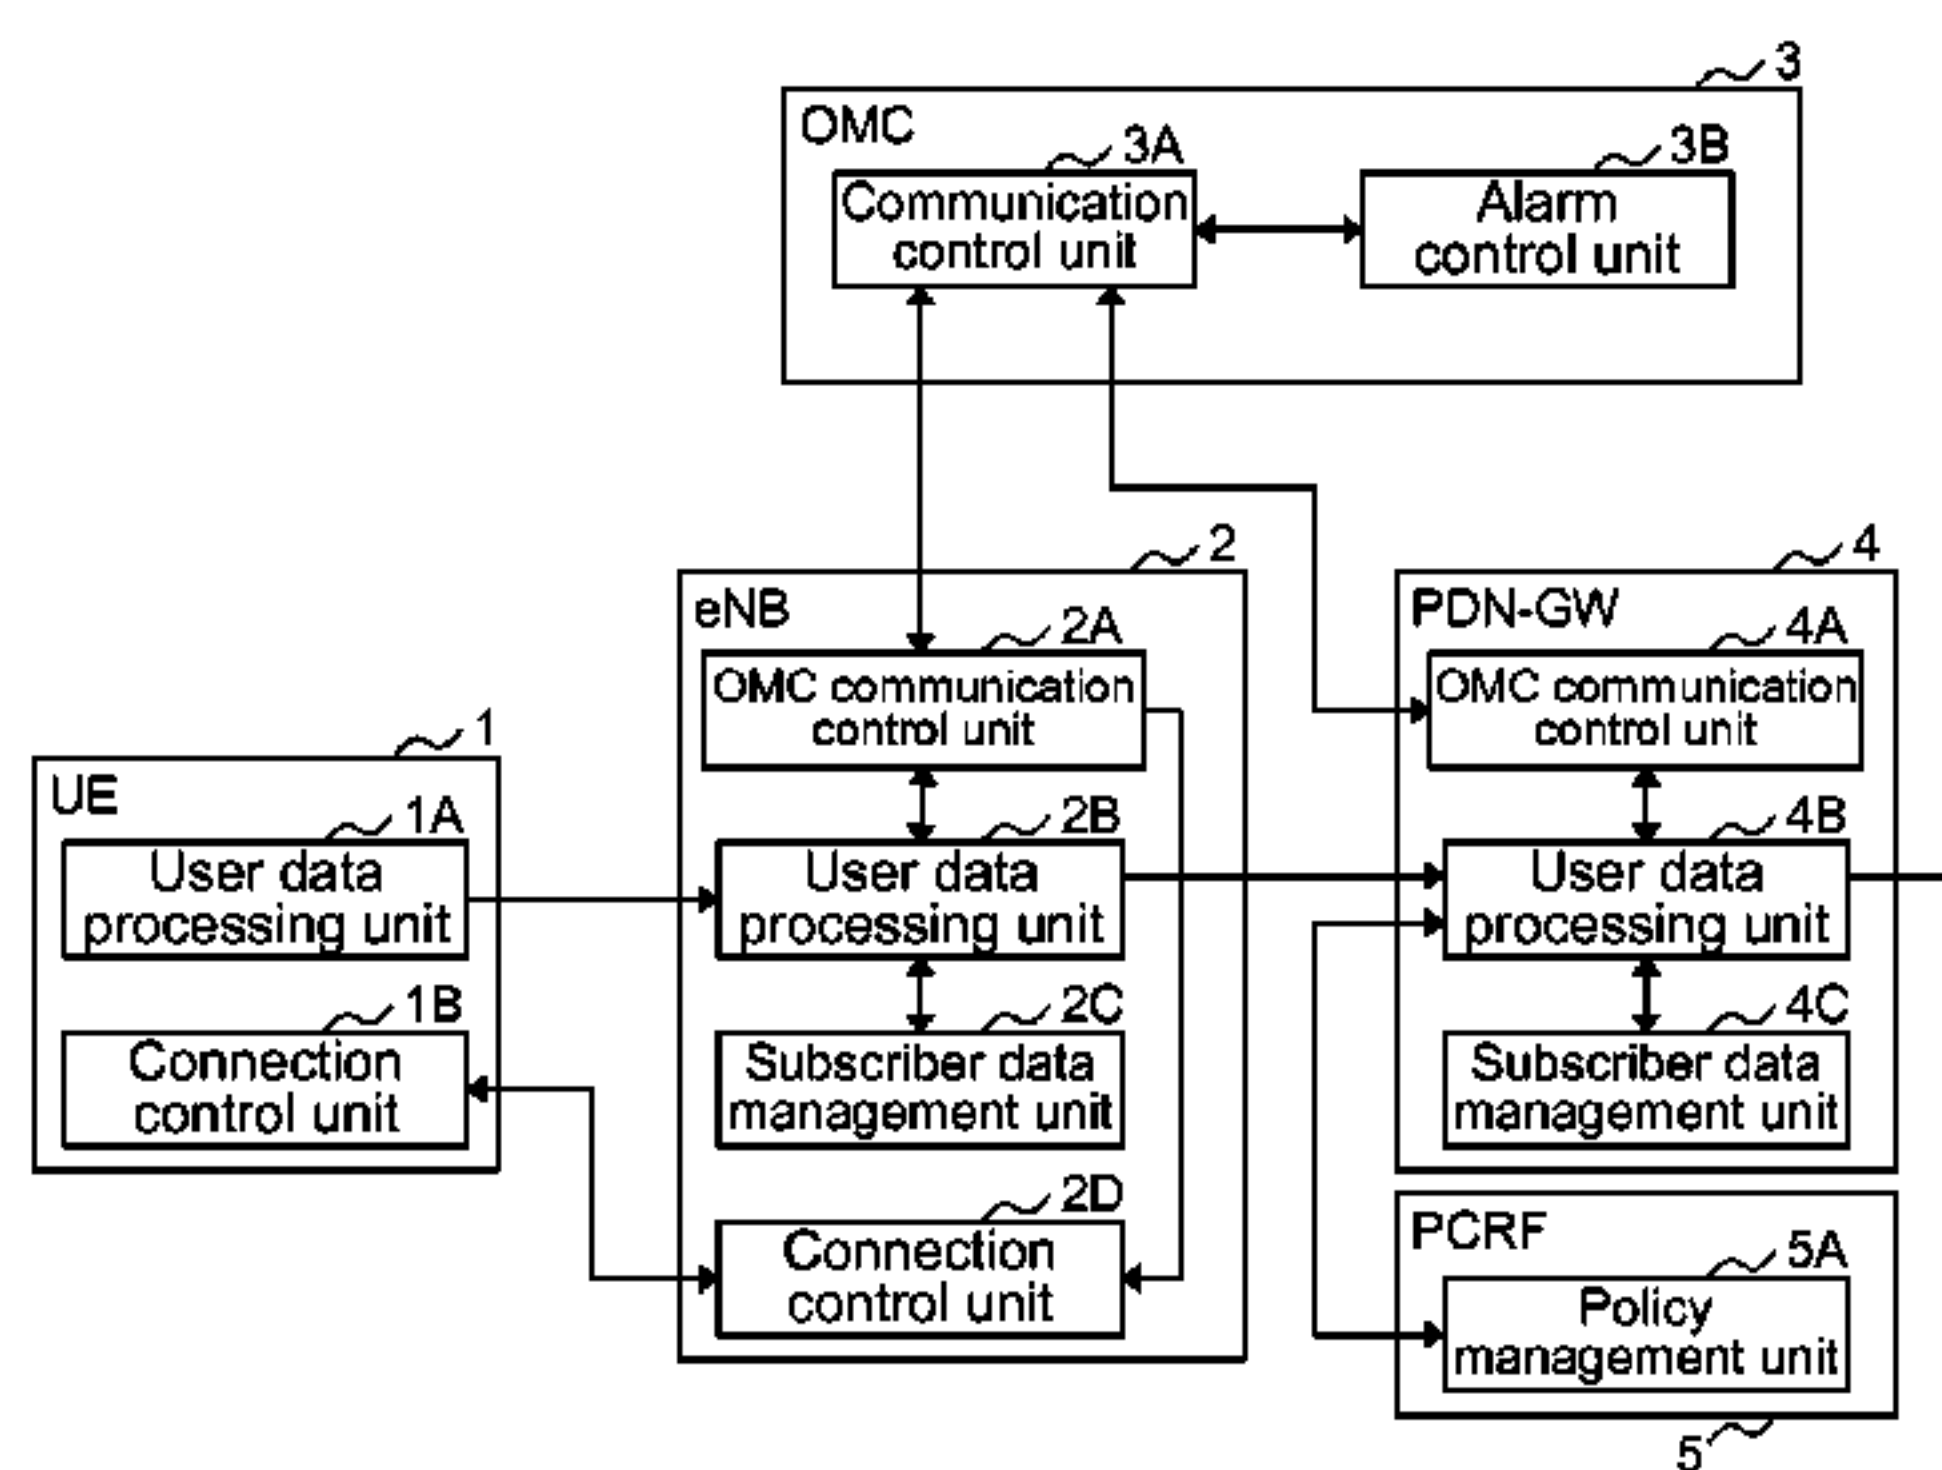 3
OMC
3A
Communication
control unit
3B
Alarm
control unit
2
eNB
2A
OMC communication
control unit
2B
User data
processing unit
2C
Subscriber data
management unit
2D
Connection
control unit
1
UE
1A
User data
processing unit
1B
Connection
control unit
4
PDN-GW
4A
OMC communication
control unit
4B
User data
processing unit
4C
Subscriber data
management unit
PCRF
5A
Policy
management unit
5